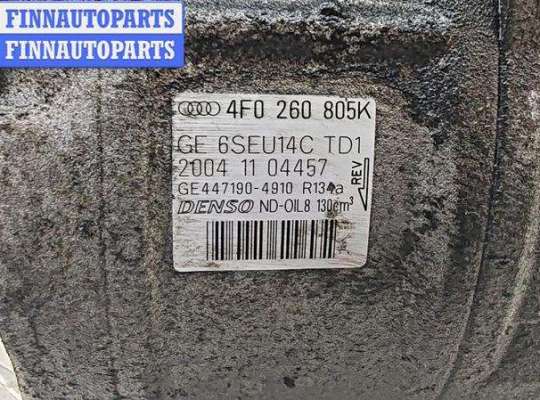 FINNAUTOPARTS
FINNAUTOPARTS
4F0 260 805K
GE 6SEU14C TD1
2004 11 04457
GE447190-4910 R134a
DENSO ND-OIL8 130cm³
REV